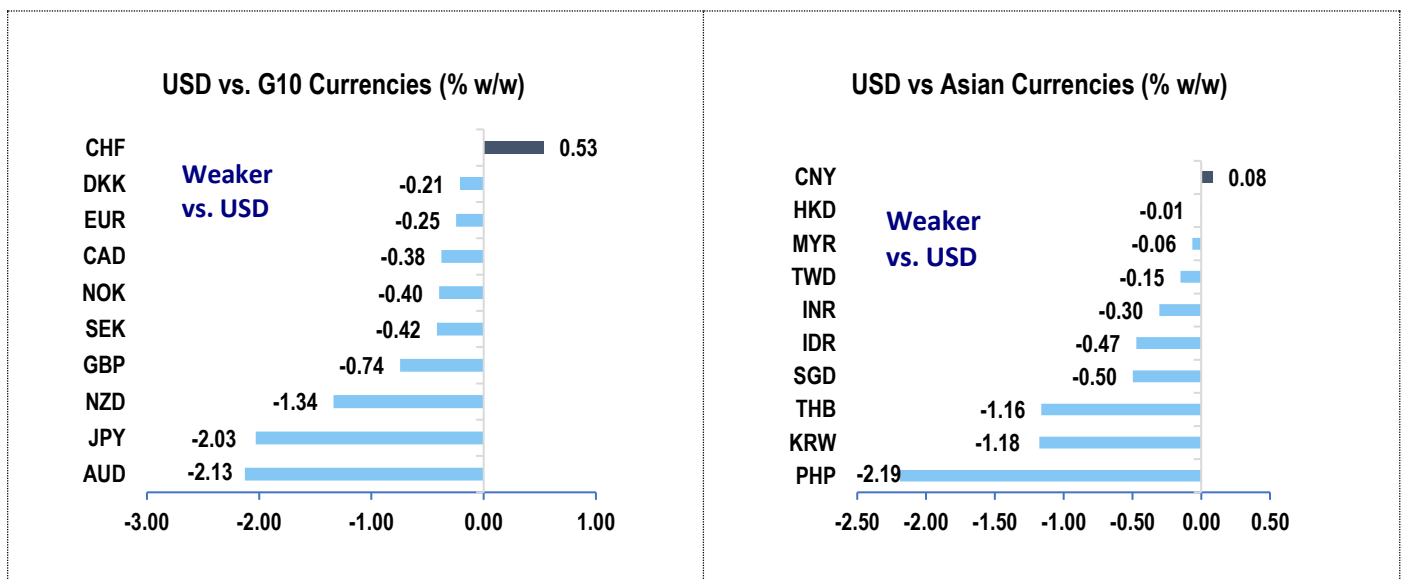 USD vs. G10 Currencies (% w/w)
CHF 0.53
Weaker
vs. USD
DKK -0.21
EUR -0.25
CAD -0.38
NOK -0.40
SEK -0.42
GBP -0.74
NZD -1.34
JPY -2.03
AUD -2.13
-3.00 -2.00 -1.00 0.00 1.00
USD vs Asian Currencies (% w/w)
CNY 0.08
HKD -0.01
Weaker
vs. USD
MYR -0.06
TWD -0.15
INR -0.30
IDR -0.47
SGD -0.50
THB -1.16
KRW -1.18
PHP -2.19
-2.50 -2.00 -1.50 -1.00 -0.50 0.00 0.50